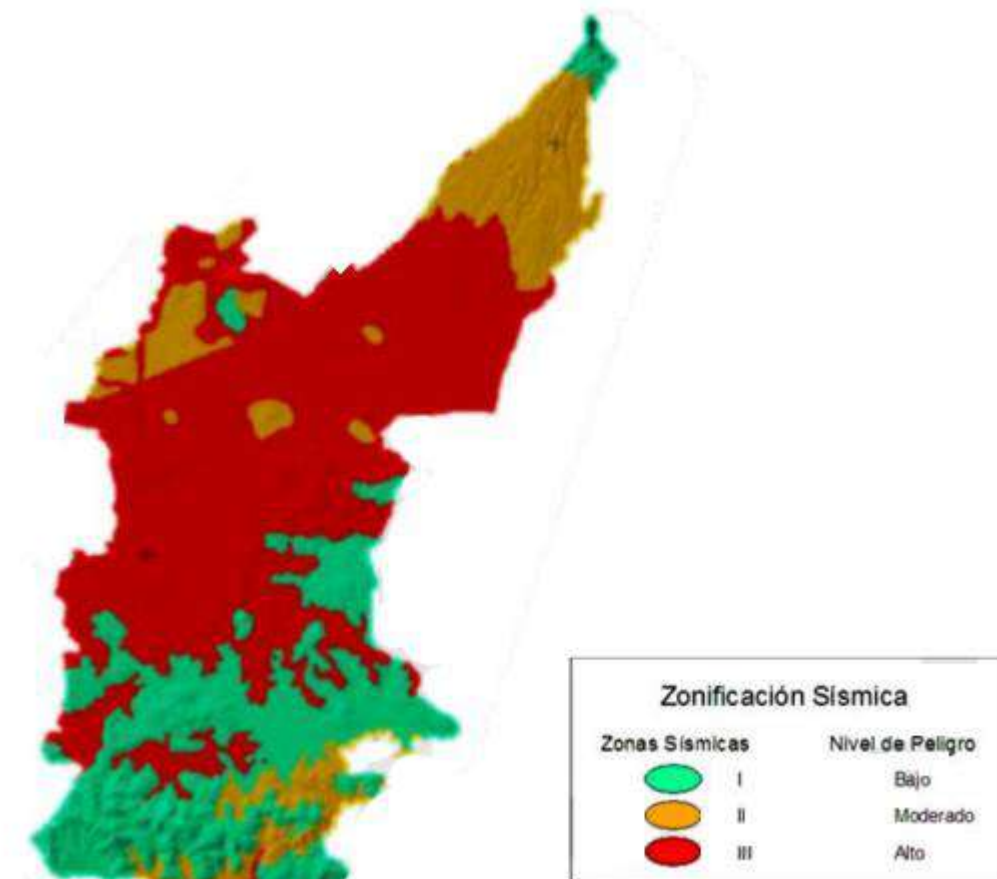 Zonificación Sísmica
Zonas Sísmicas Nivel de Peligro
I Bajo
II Moderado
III Alto